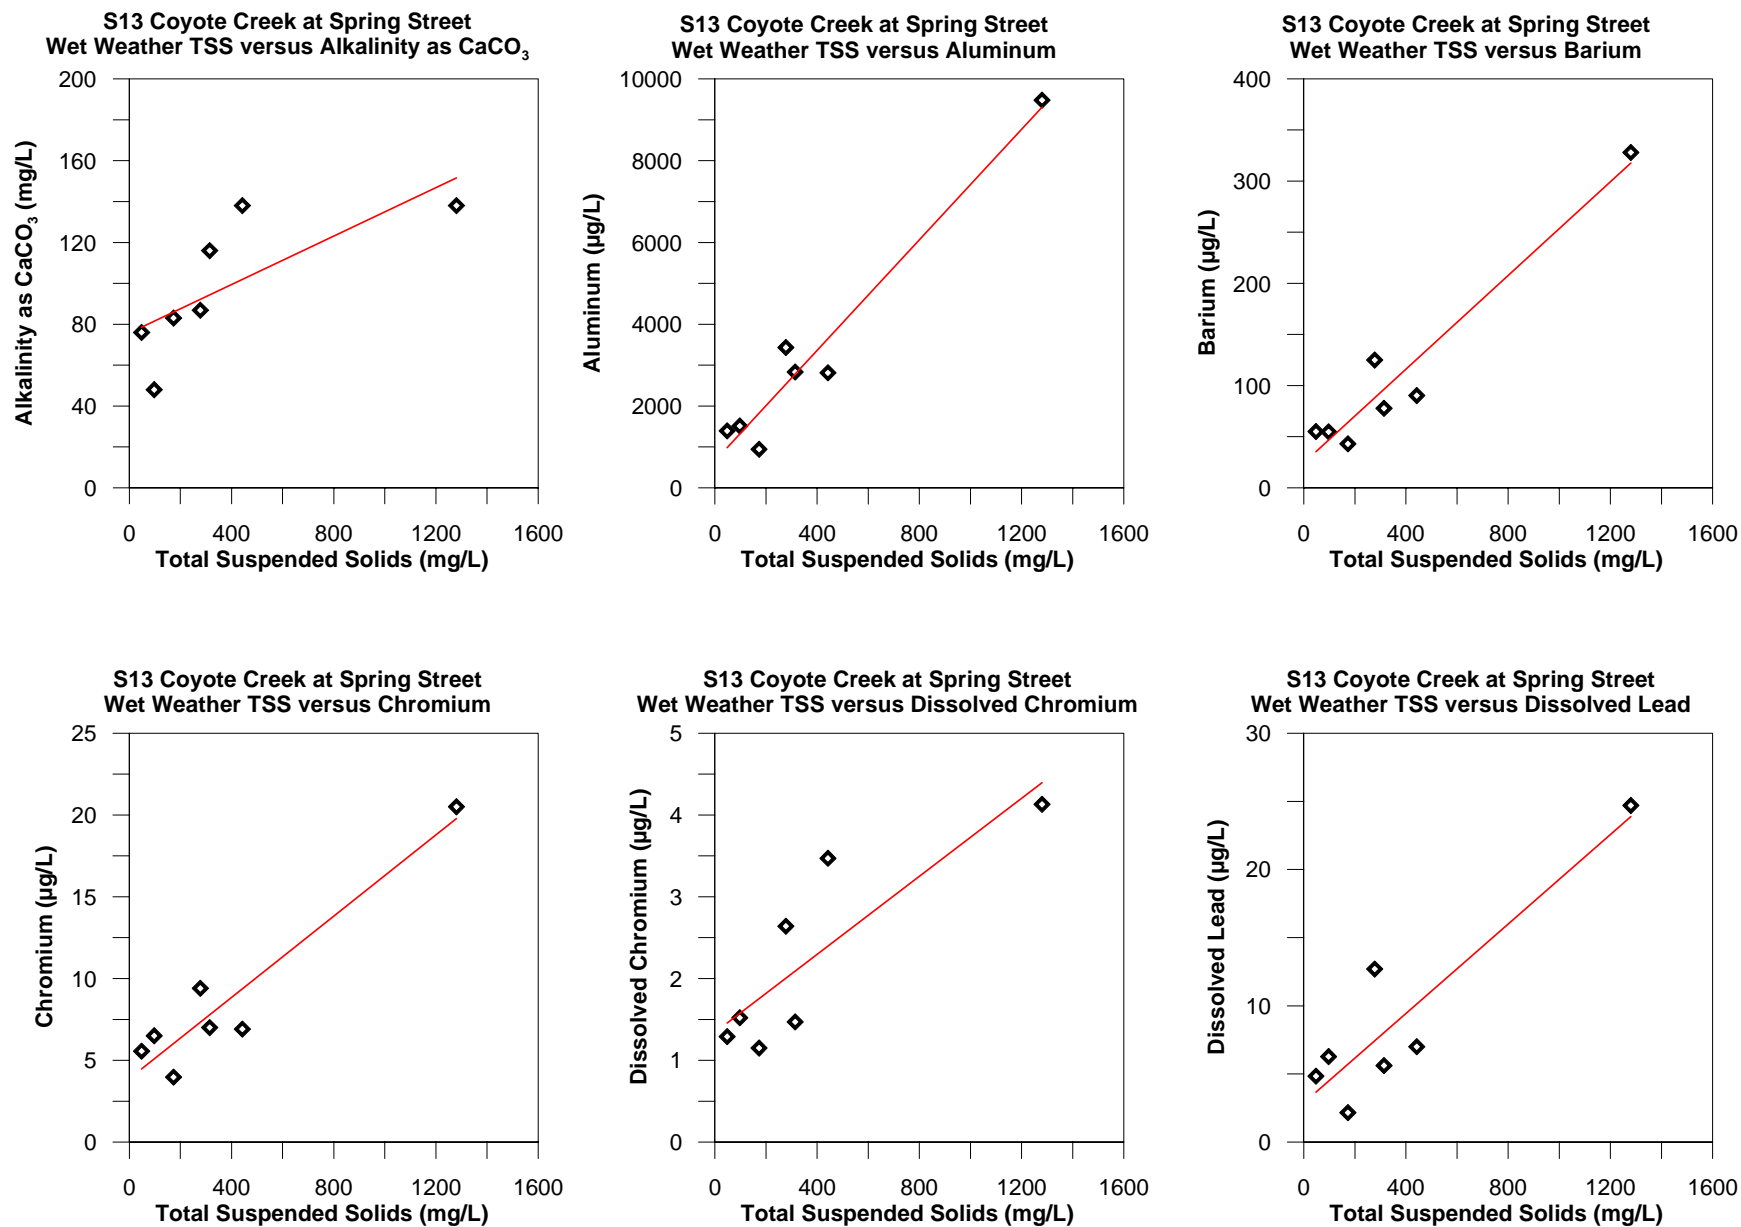 S13 Coyote Creek at Spring Street
Wet Weather TSS versus Alkalinity as CaCO₃
200
160
120
80
40
0
Alkalinity as CaCO₃ (mg/L)
0 400 800 1200 1600
Total Suspended Solids (mg/L)
S13 Coyote Creek at Spring Street
Wet Weather TSS versus Aluminum
10000
8000
6000
4000
2000
0
Aluminum (µg/L)
0 400 800 1200 1600
Total Suspended Solids (mg/L)
S13 Coyote Creek at Spring Street
Wet Weather TSS versus Barium
400
300
200
100
0
Barium (µg/L)
0 400 800 1200 1600
Total Suspended Solids (mg/L)
S13 Coyote Creek at Spring Street
Wet Weather TSS versus Chromium
25
20
15
10
5
0
Chromium (µg/L)
0 400 800 1200 1600
Total Suspended Solids (mg/L)
S13 Coyote Creek at Spring Street
Wet Weather TSS versus Dissolved Chromium
5
4
3
2
1
0
Dissolved Chromium (µg/L)
0 400 800 1200 1600
Total Suspended Solids (mg/L)
S13 Coyote Creek at Spring Street
Wet Weather TSS versus Dissolved Lead
30
20
10
0
Dissolved Lead (µg/L)
0 400 800 1200 1600
Total Suspended Solids (mg/L)